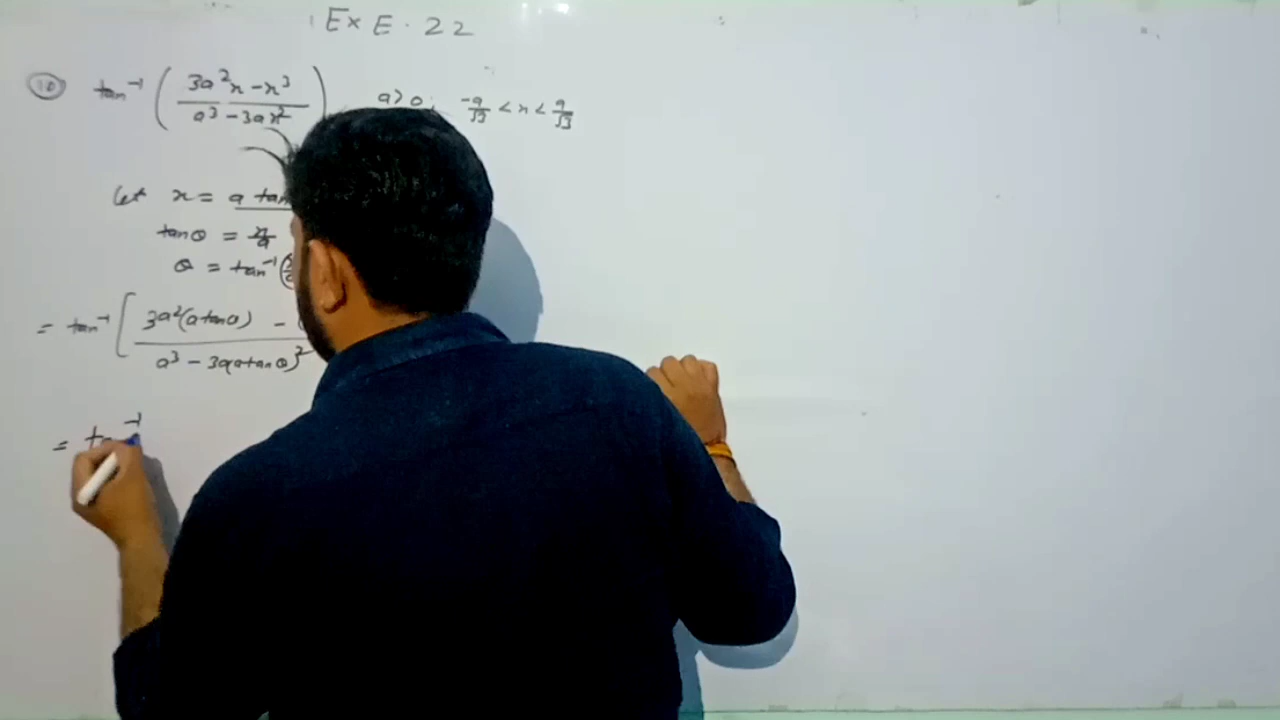 Ex E. 22
10 tan⁻¹ ( 3a²x - x³ / a³ - 3ax² ) a>0; -a/√3 < x < a/√3
Let x = a tan
tanθ = x/a
θ = tan⁻¹ (
= tan⁻¹ [ 3a²(a tanθ) - / a³ - 3a(a tanθ)²
= tan⁻¹